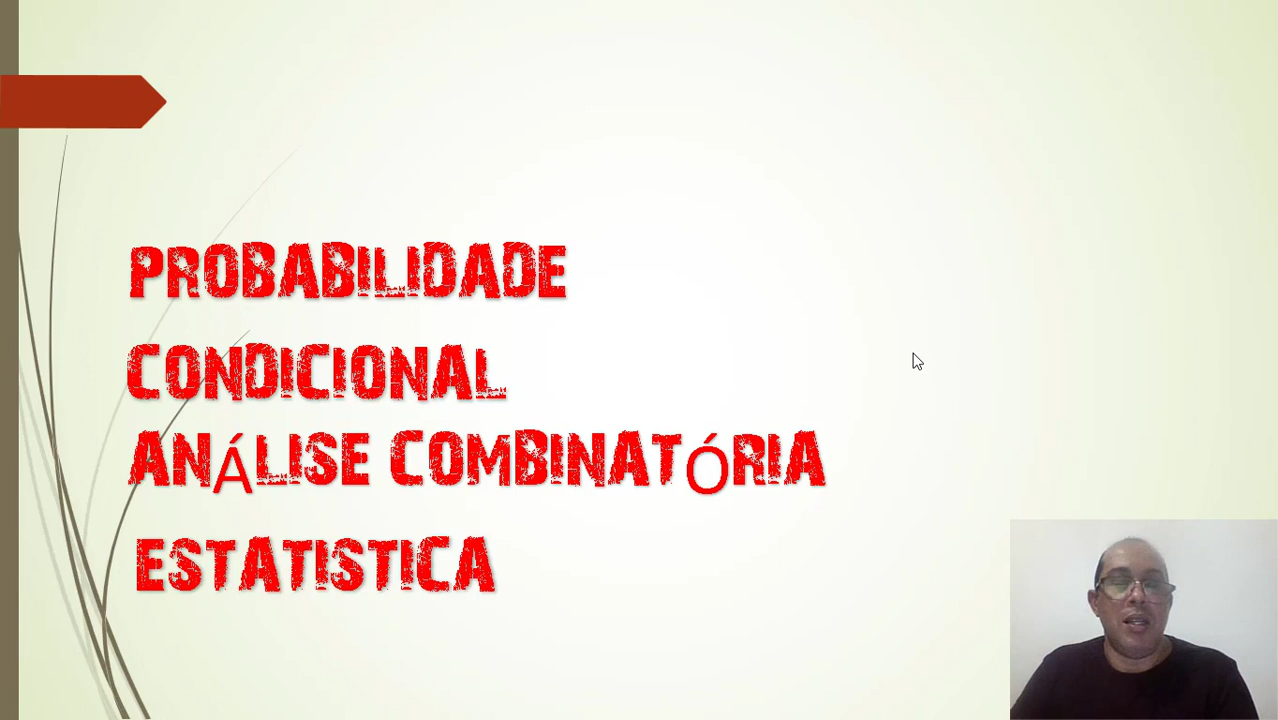 PROBABILIDADE
CONDICIONAL
ANÁLISE COMBINATÓRIA
ESTATISTICA